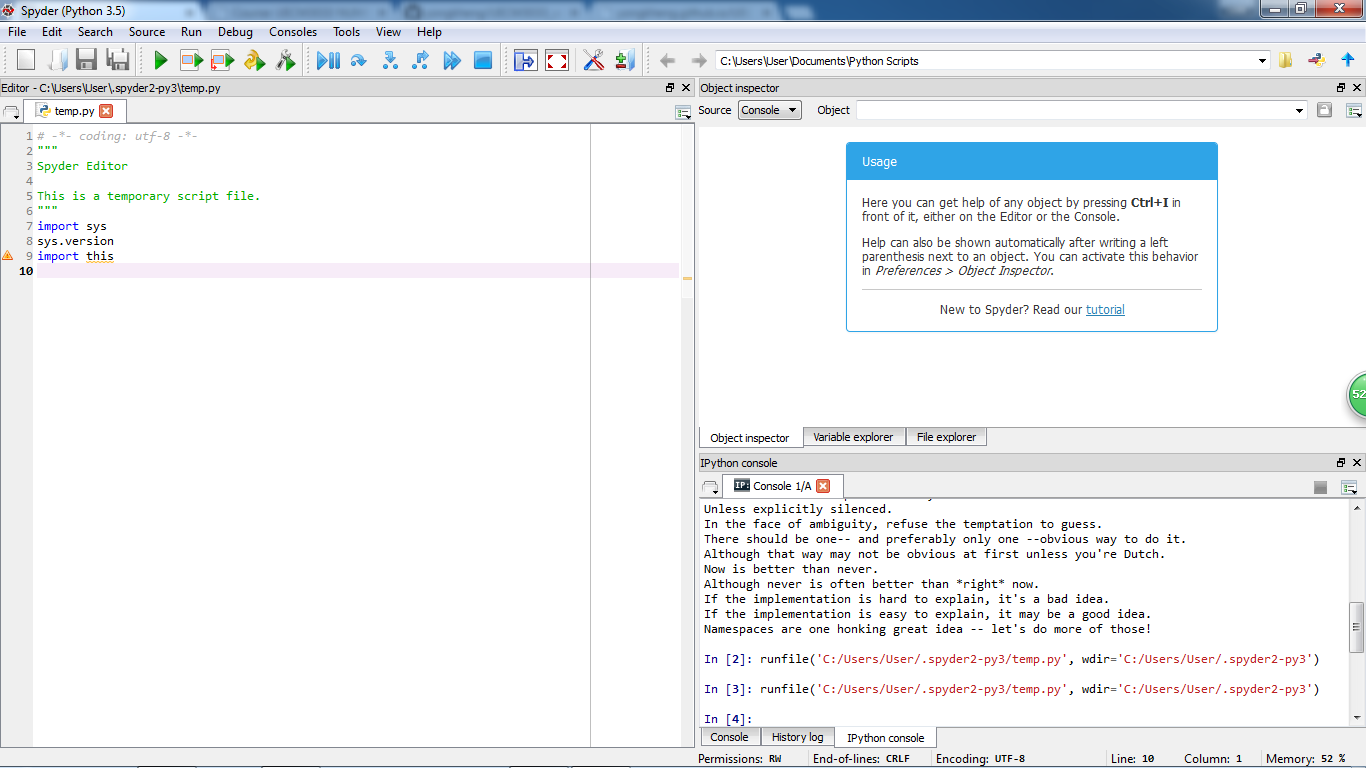 Spyder (Python 3.5)
File Edit Search Source Run Debug Consoles Tools View Help
C:\Users\User\Documents\Python Scripts
Editor - C:\Users\User\.spyder2-py3\temp.py
temp.py
1 # -*- coding: utf-8 -*-
2 """
3 Spyder Editor
4
5 This is a temporary script file.
6 """
7 import sys
8 sys.version
9 import this
10
Object inspector
Source Console Object
Usage
Here you can get help of any object by pressing Ctrl+I in
front of it, either on the Editor or the Console.
Help can also be shown automatically after writing a left
parenthesis next to an object. You can activate this behavior
in Preferences > Object Inspector.
New to Spyder? Read our tutorial
52
Object inspector Variable explorer File explorer
IPython console
IP: Console 1/A
Unless explicitly silenced.
In the face of ambiguity, refuse the temptation to guess.
There should be one-- and preferably only one --obvious way to do it.
Although that way may not be obvious at first unless you're Dutch.
Now is better than never.
Although never is often better than *right* now.
If the implementation is hard to explain, it's a bad idea.
If the implementation is easy to explain, it may be a good idea.
Namespaces are one honking great idea -- let's do more of those!
In [2]: runfile('C:/Users/User/.spyder2-py3/temp.py', wdir='C:/Users/User/.spyder2-py3')
In [3]: runfile('C:/Users/User/.spyder2-py3/temp.py', wdir='C:/Users/User/.spyder2-py3')
In [4]:
Console History log IPython console
Permissions: RW End-of-lines: CRLF Encoding: UTF-8 Line: 10 Column: 1 Memory: 52 %